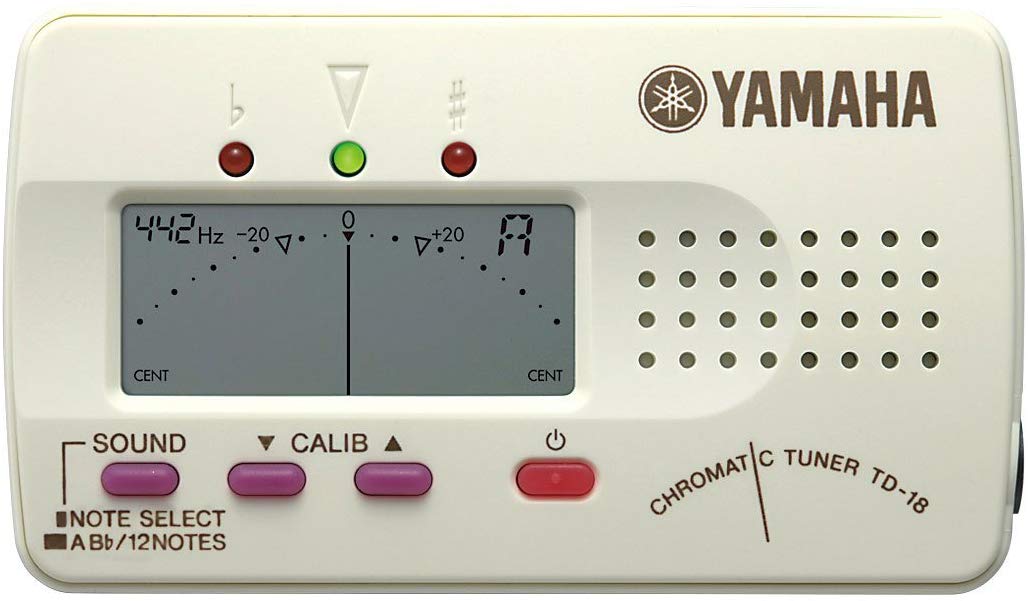 ♭ ♯
YAMAHA
442Hz -20 0 +20 A
CENT CENT
SOUND ▼ CALIB ▲
NOTE SELECT
A B♭/12NOTES
CHROMATIC TUNER TD-18